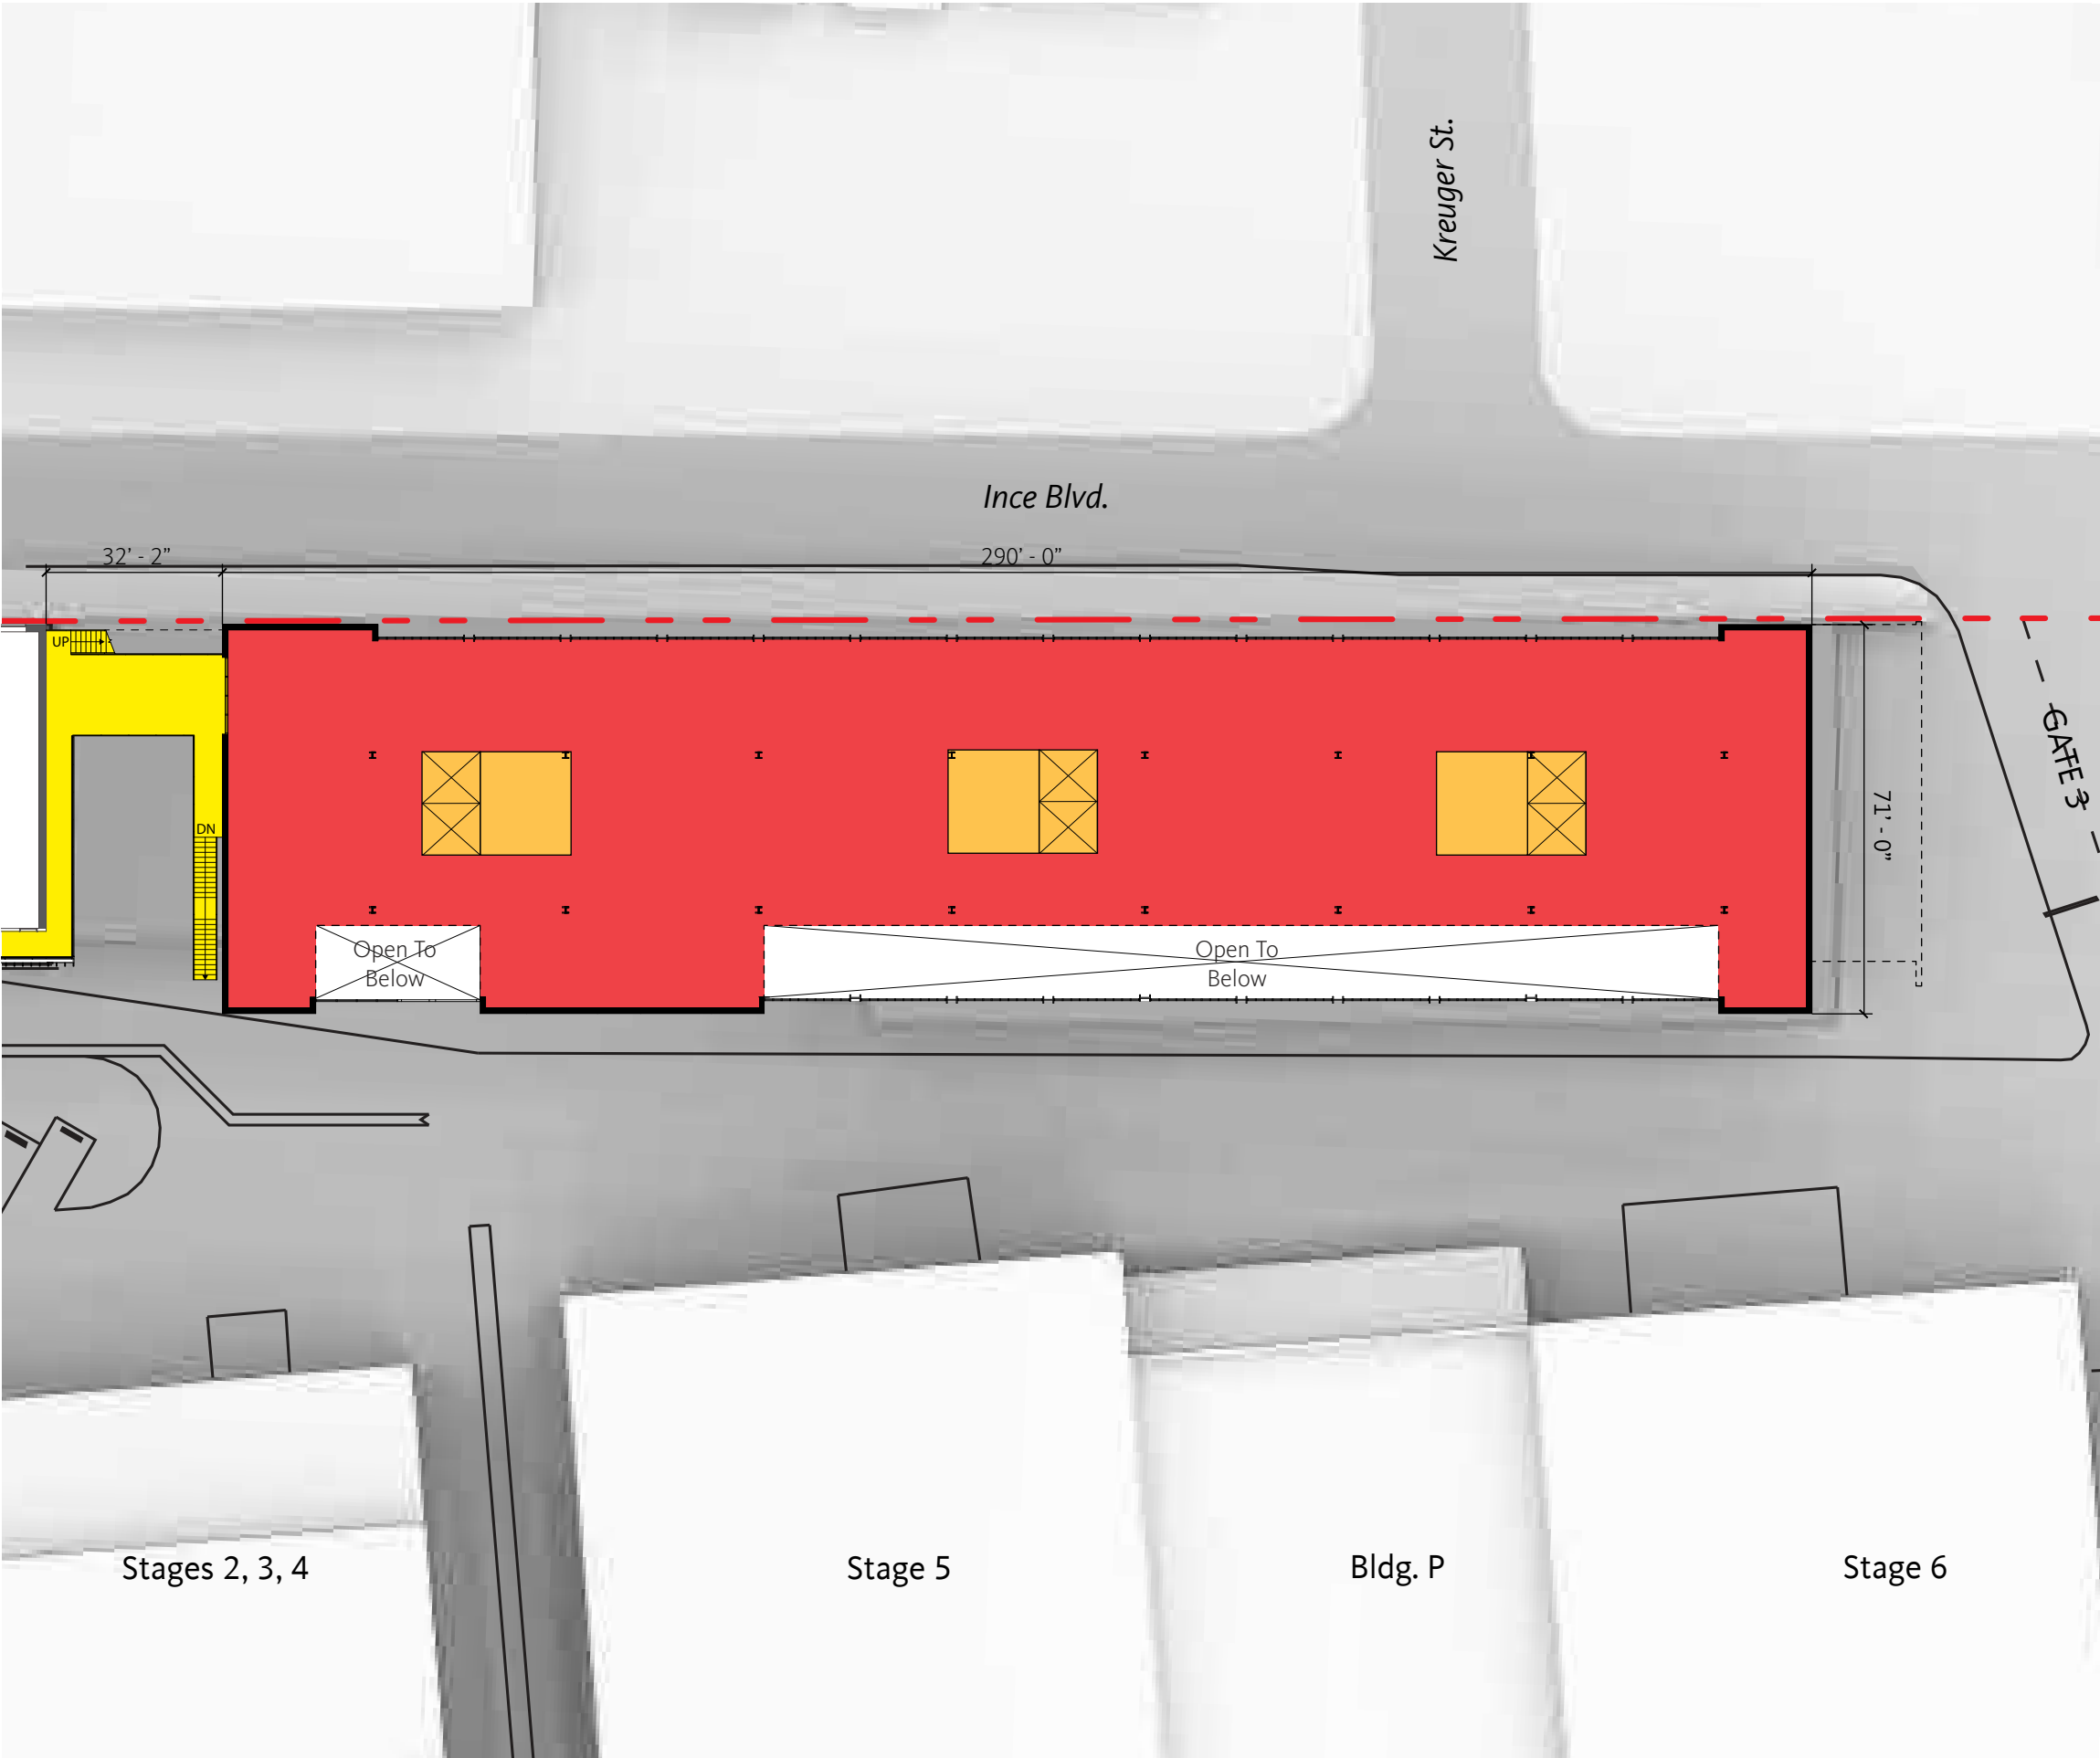 Kreuger St.
Ince Blvd.
32’ - 2”
290’ - 0”
UP
GATE 3
71’ - 0”
DN
Open To
Below
Open To
Below
Stages 2, 3, 4
Stage 5
Bldg. P
Stage 6